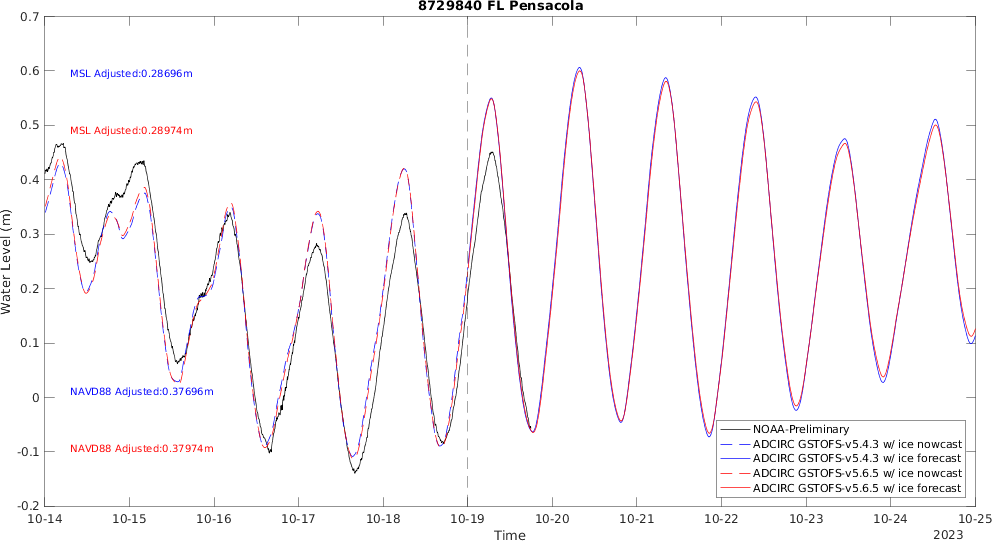 8729840 FL Pensacola
0.7
0.6
0.5
0.4
0.3
0.2
0.1
0
-0.1
-0.2
Water Level (m)
MSL Adjusted:0.28696m
MSL Adjusted:0.28974m
NAVD88 Adjusted:0.37696m
NAVD88 Adjusted:0.37974m
NOAA-Preliminary
ADCIRC GSTOFS-v5.4.3 w/ ice nowcast
ADCIRC GSTOFS-v5.4.3 w/ ice forecast
ADCIRC GSTOFS-v5.6.5 w/ ice nowcast
ADCIRC GSTOFS-v5.6.5 w/ ice forecast
10-14 10-15 10-16 10-17 10-18 10-19 10-20 10-21 10-22 10-23 10-24 10-25
Time
2023